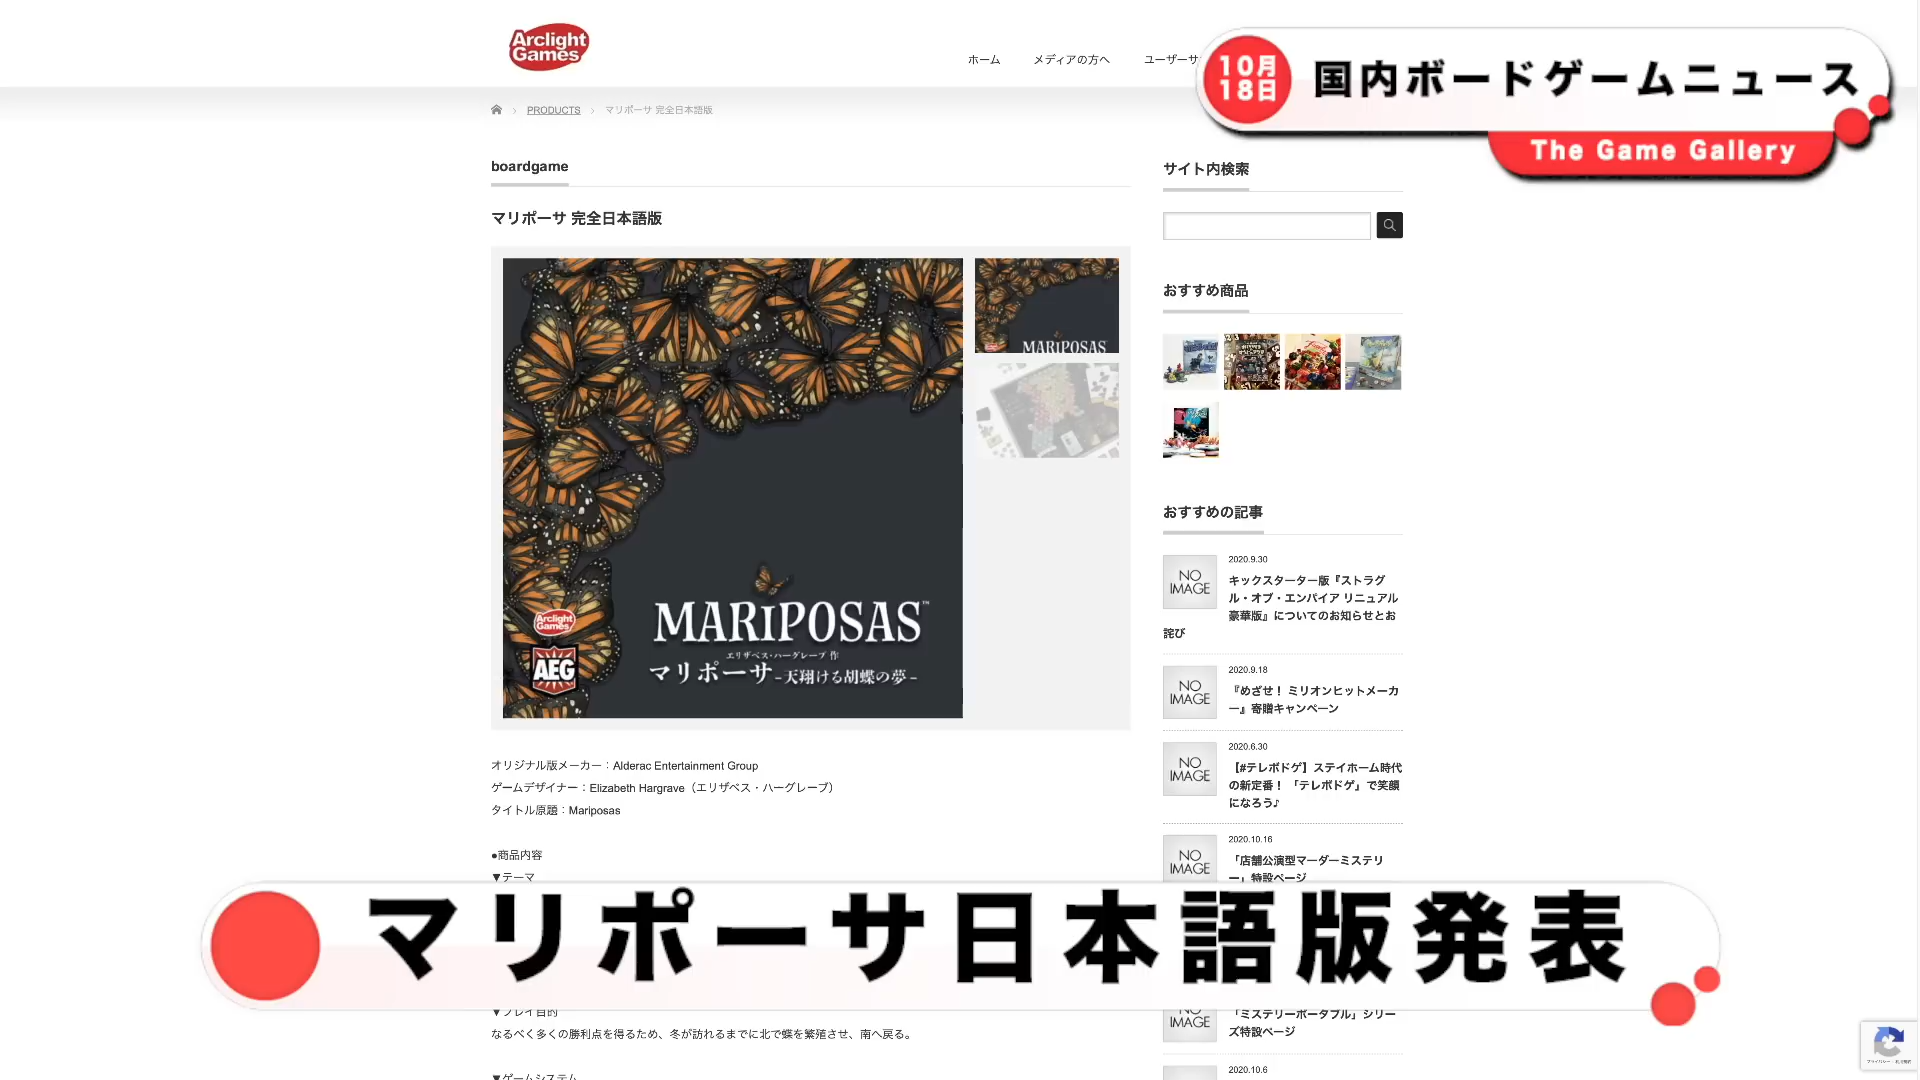 Arclight
Games
ホーム
メディアの方へ
ユーザーサ
10月
18日
国内ボードゲームニュース
The Game Gallery
PRODUCTS
マリポーサ 完全日本語版
boardgame
マリポーサ 完全日本語版
MARIPOSAS™
エリザベス・ハーグレーブ 作
マリポーサ-天翔ける胡蝶の夢-
Arclight
Games
AEG
MARIPOSAS
オリジナル版メーカー：Alderac Entertainment Group
ゲームデザイナー：Elizabeth Hargrave（エリザベス・ハーグレーブ）
タイトル原題：Mariposas
●商品内容
▼テーマ
マリポーサ日本語版発表
▼プレイ目的
なるべく多くの勝利点を得るため、冬が訪れるまでに北で蝶を繁殖させ、南へ戻る。
▼ゲームシステム
サイト内検索
おすすめ商品
おすすめの記事
NO
IMAGE
2020.9.30
キックスターター版『ストラグ
ル・オブ・エンパイア リニュアル
豪華版』についてのお知らせとお
詫び
NO
IMAGE
2020.9.18
『めざせ！ ミリオンヒットメーカ
ー』寄贈キャンペーン
NO
IMAGE
2020.6.30
【#テレボドゲ】ステイホーム時代
の新定番！ 「テレボドゲ」で笑顔
になろう♪
NO
IMAGE
2020.10.16
「店舗公演型マーダーミステリ
ー」特設ページ
NO
IMAGE
「ミステリーポータブル」シリー
ズ特設ページ
2020.10.6